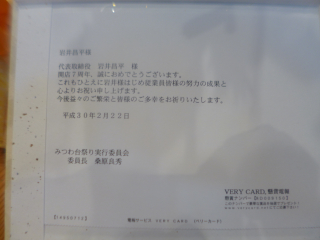 岩井昌平様
代表取締役　岩井昌平　様
開店７周年、誠におめでとうございます。
これもひとえに岩井様はじめ従業員皆様の努力の成果と
心よりお祝い申し上げます。
今後益々のご繁栄と皆様のご多幸をお祈りいたします。
平成３０年２月２２日
みつわ台祭り実行委員会
委員長　桑原良秀
VERY CARD